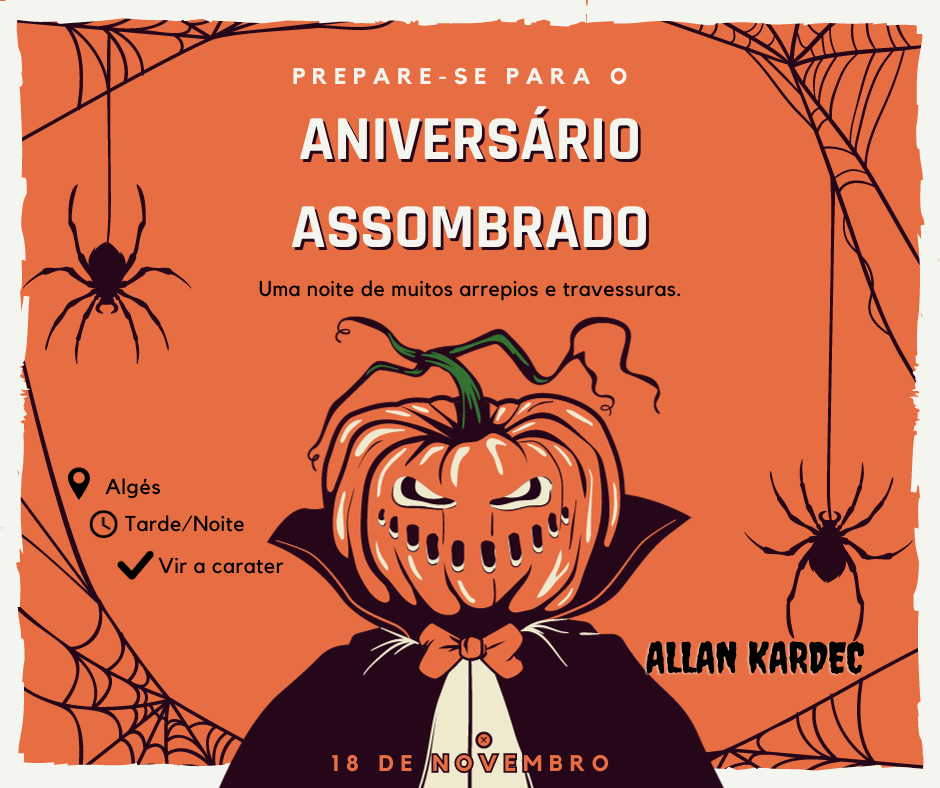 PREPARE-SE PARA O
ANIVERSÁRIO
ASSOMBRADO
Uma noite de muitos arrepios e travessuras.
Algés
Tarde/Noite
Vir a carater
ALLAN KARDEC
18 DE NOVEMBRO